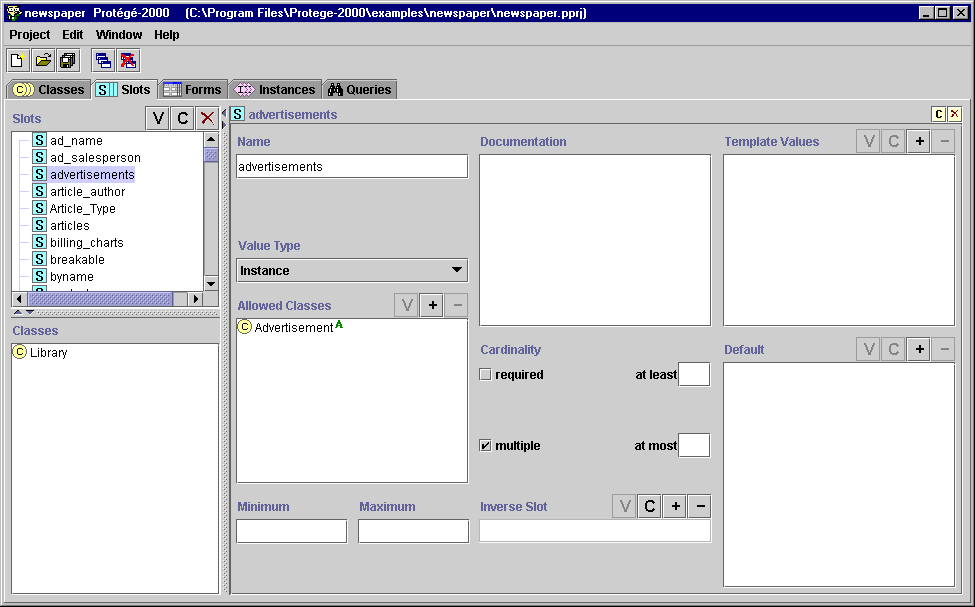 newspaper Protégé-2000 (C:\Program Files\Protege-2000\examples\newspaper\newspaper.pprj)
Project Edit Window Help
C Classes S Slots Forms I Instances Queries
Slots V C
S ad_name
S ad_salesperson
S advertisements
S article_author
S Article_Type
S articles
S billing_charts
S breakable
S byname
Classes
C Library
S advertisements C
Name
advertisements
Value Type
Instance
Allowed Classes V + −
C Advertisement A
Minimum
Maximum
Documentation
Cardinality
required at least
multiple at most
Inverse Slot V C + −
Template Values V C + −
Default V C + −